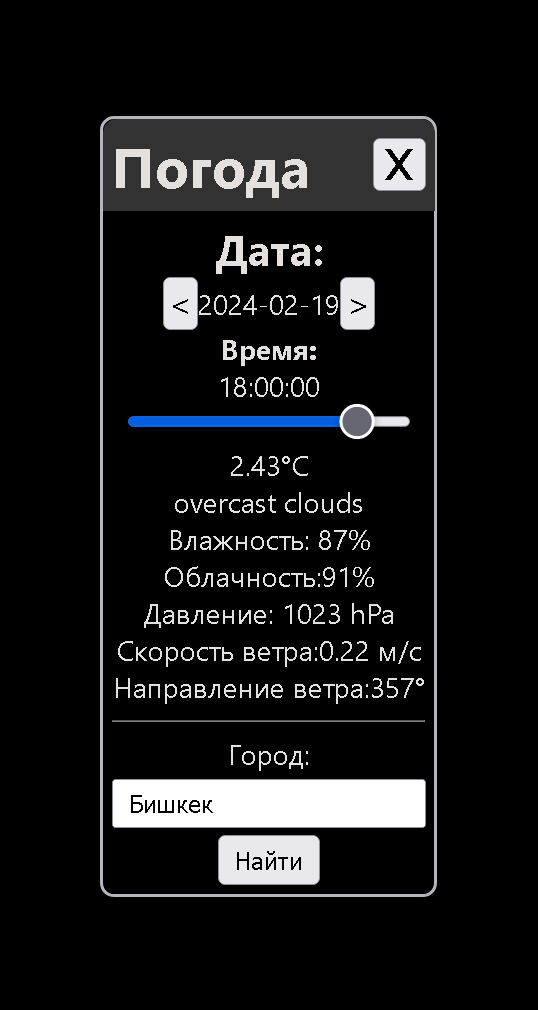 Погода X
Дата:
< 2024-02-19 >
Время:
18:00:00
2.43°C
overcast clouds
Влажность: 87%
Облачность:91%
Давление: 1023 hPa
Скорость ветра:0.22 м/с
Направление ветра:357°
Город:
Бишкек
Найти